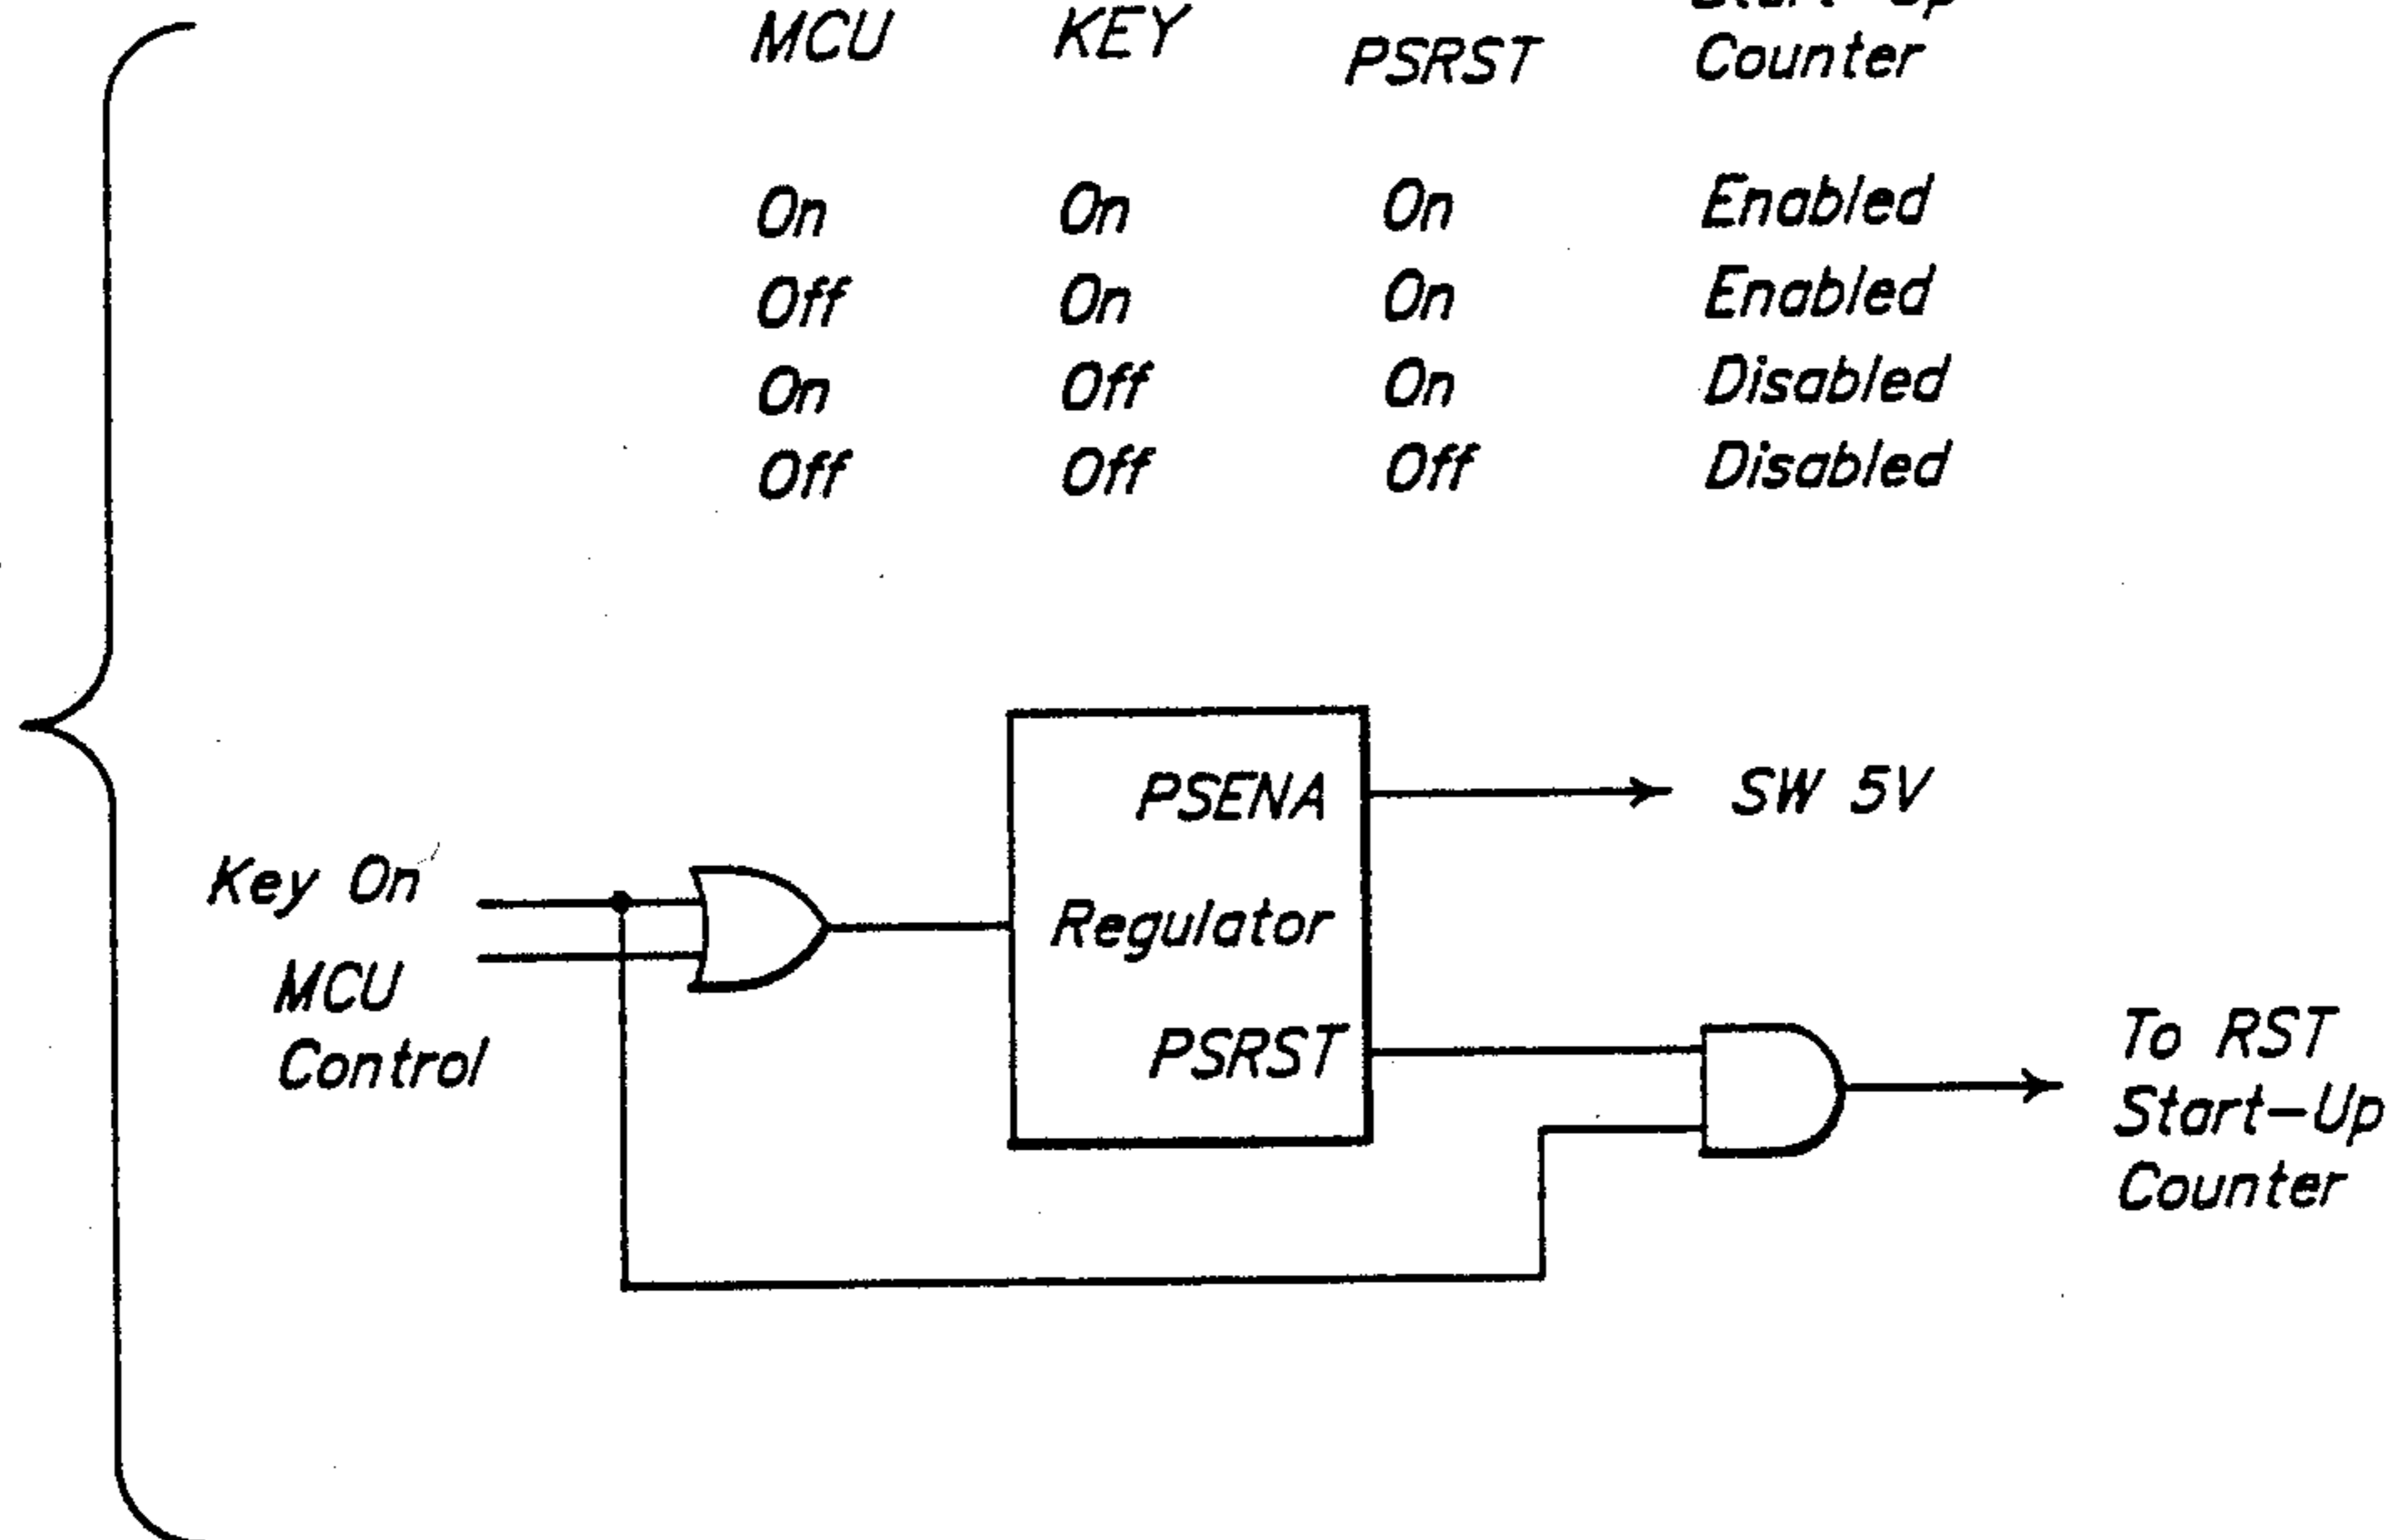 MCU KEY PSRST Counter
On On On Enabled
Off On On Enabled
On Off On Disabled
Off Off Off Disabled
PSENA
SW 5V
Key On
Regulator
MCU
Control
PSRST
To RST
Start-Up
Counter